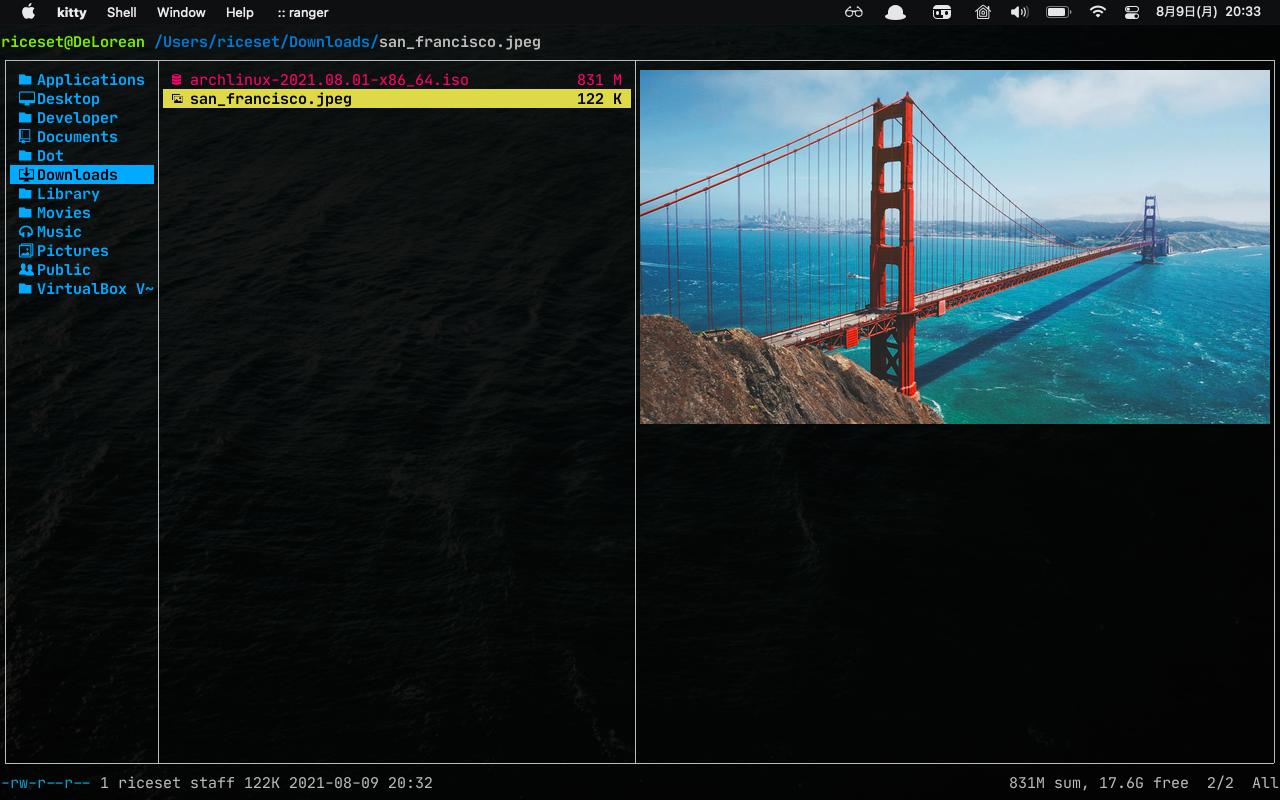 kitty Shell Window Help :: ranger 8月9日(月) 20:33
riceset@DeLorean /Users/riceset/Downloads/san_francisco.jpeg
Applications
Desktop
Developer
Documents
Dot
Downloads
Library
Movies
Music
Pictures
Public
VirtualBox V~
archlinux-2021.08.01-x86_64.iso 831 M
san_francisco.jpeg 122 K
-rw-r--r-- 1 riceset staff 122K 2021-08-09 20:32 831M sum, 17.6G free 2/2 All